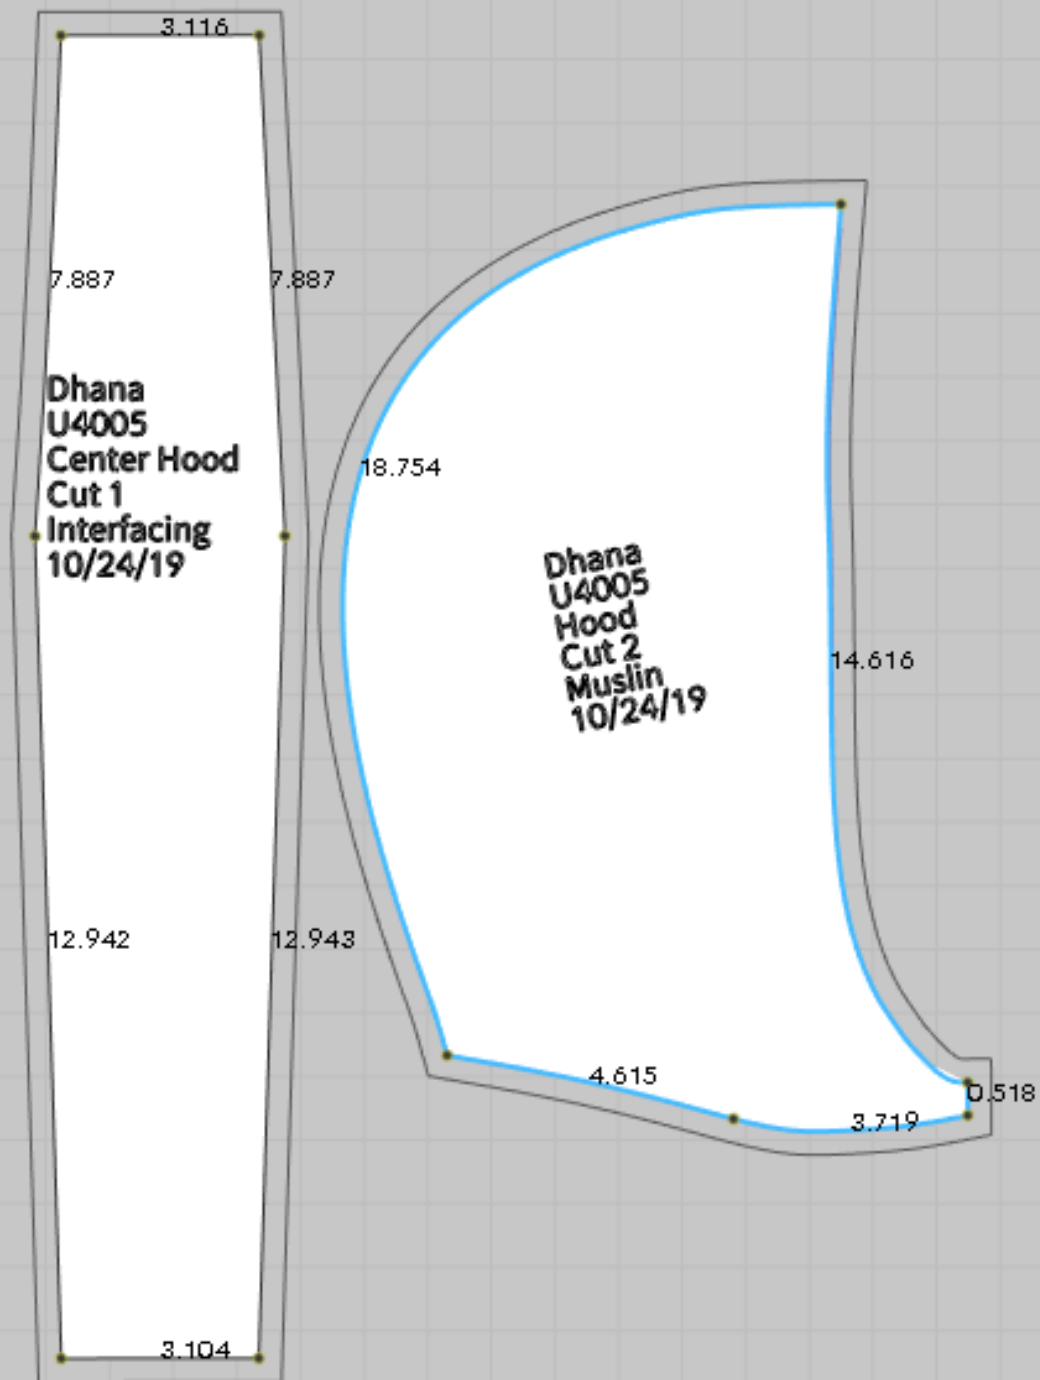 3.116
7.887
7.887
Dhana
U4005
Center Hood
Cut 1
Interfacing
10/24/19
12.942
12.943
3.104
18.754
Dhana
U4005
Hood
Cut 2
Muslin
10/24/19
14.616
4.615
0.518
3.719